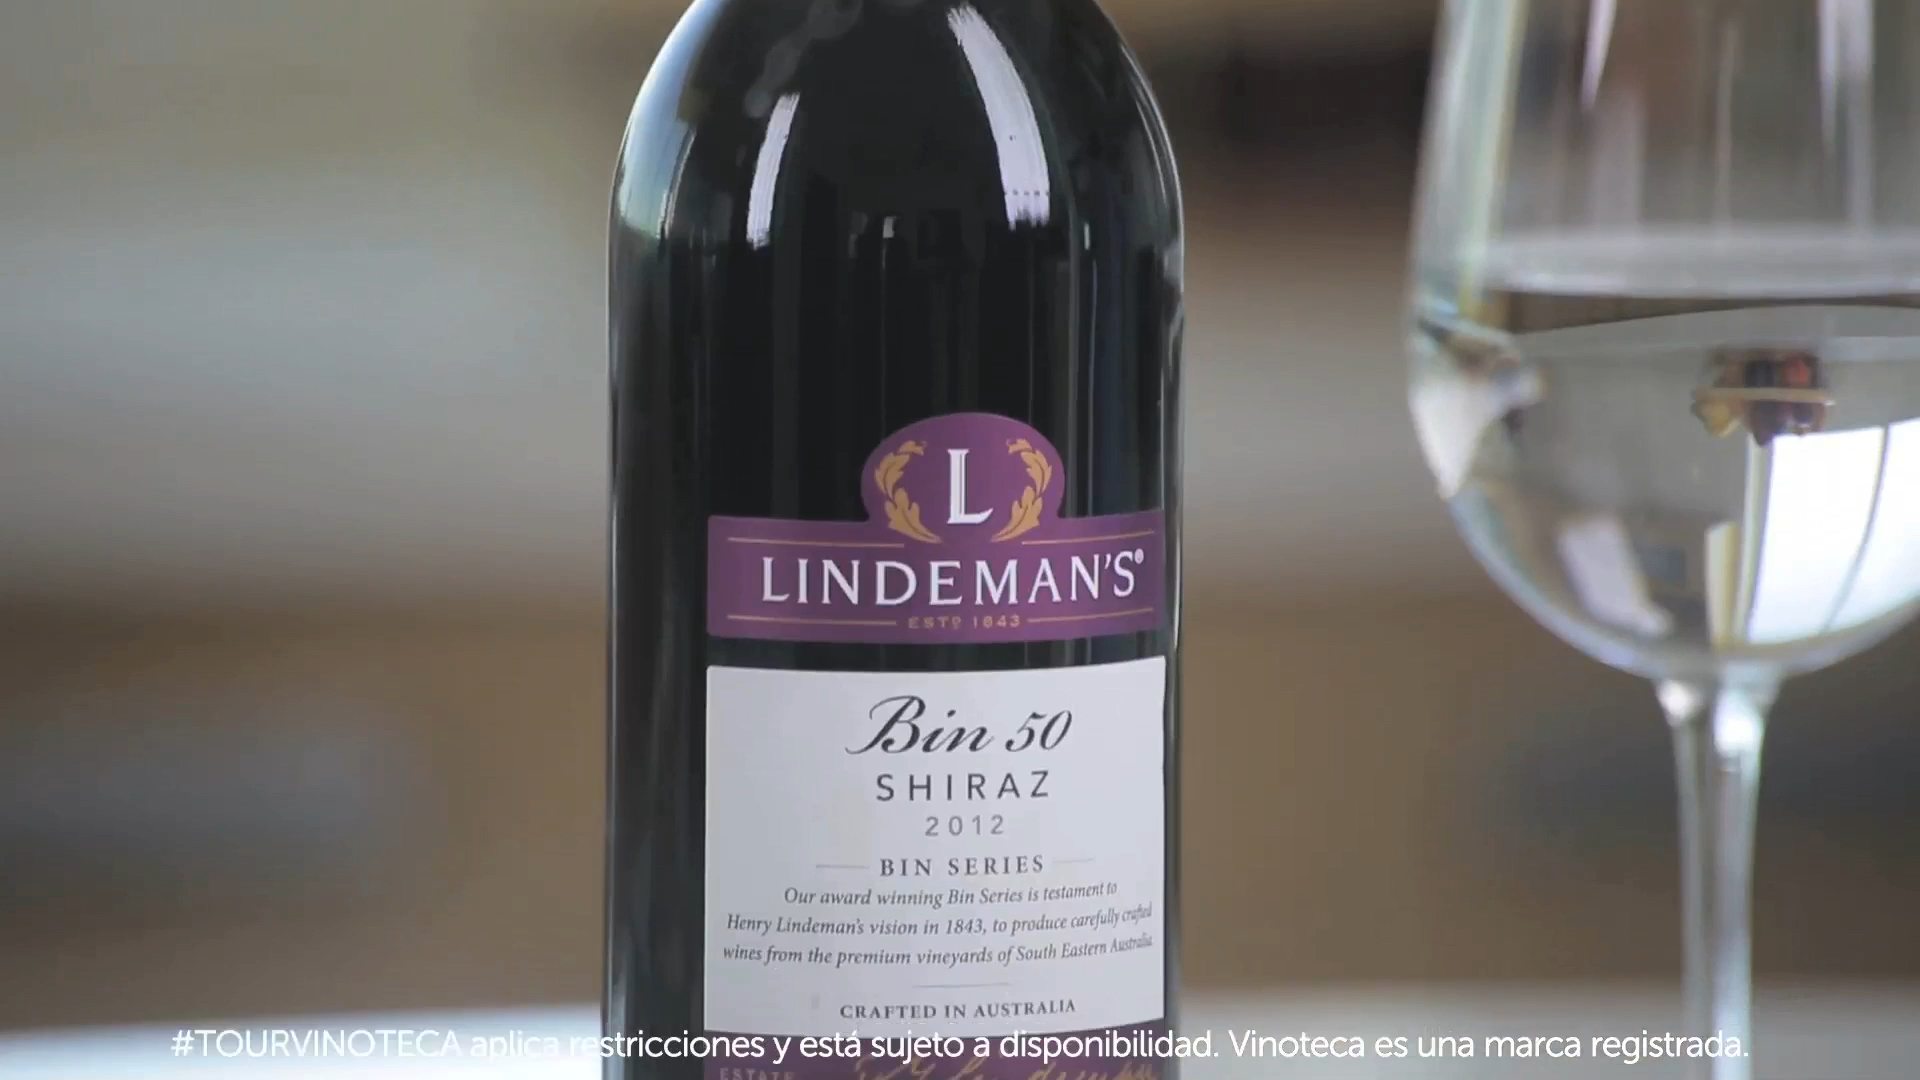 L
LINDEMAN'S®
ESTD 1843
Bin 50
SHIRAZ
2012
BIN SERIES
Our award winning Bin Series is testament to
Henry Lindeman's vision in 1843, to produce carefully crafted
wines from the premium vineyards of South Eastern Australia
CRAFTED IN AUSTRALIA
#TOURVINOTECA aplica restricciones y está sujeto a disponibilidad. Vinoteca es una marca registrada.
ESTATE